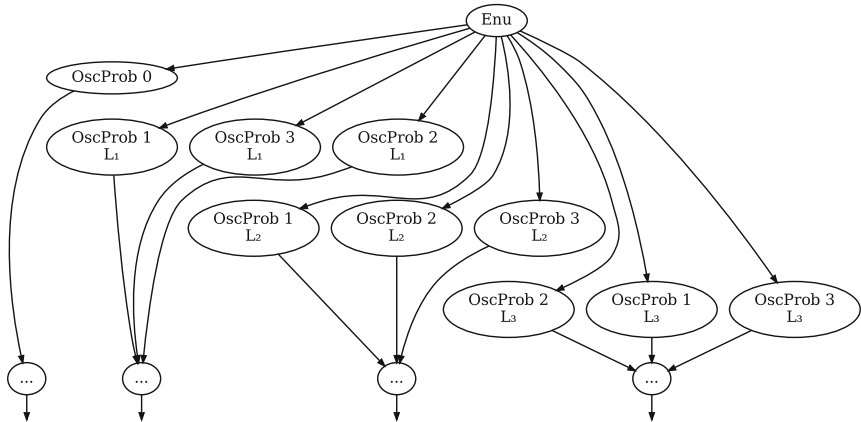 Enu
OscProb 0
OscProb 1
L₁
OscProb 3
L₁
OscProb 2
L₁
OscProb 1
L₂
OscProb 2
L₂
OscProb 3
L₂
OscProb 2
L₃
OscProb 1
L₃
OscProb 3
L₃
...
...
...
...